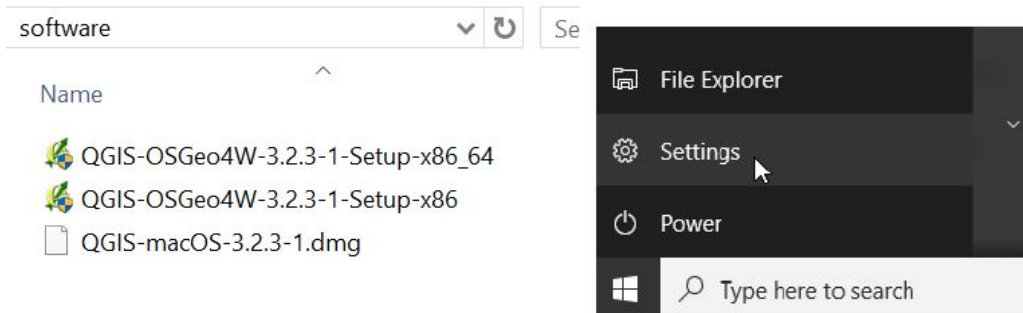 software
Se
Name
QGIS-OSGeo4W-3.2.3-1-Setup-x86_64
QGIS-OSGeo4W-3.2.3-1-Setup-x86
QGIS-macOS-3.2.3-1.dmg
File Explorer
Settings
Power
Type here to search